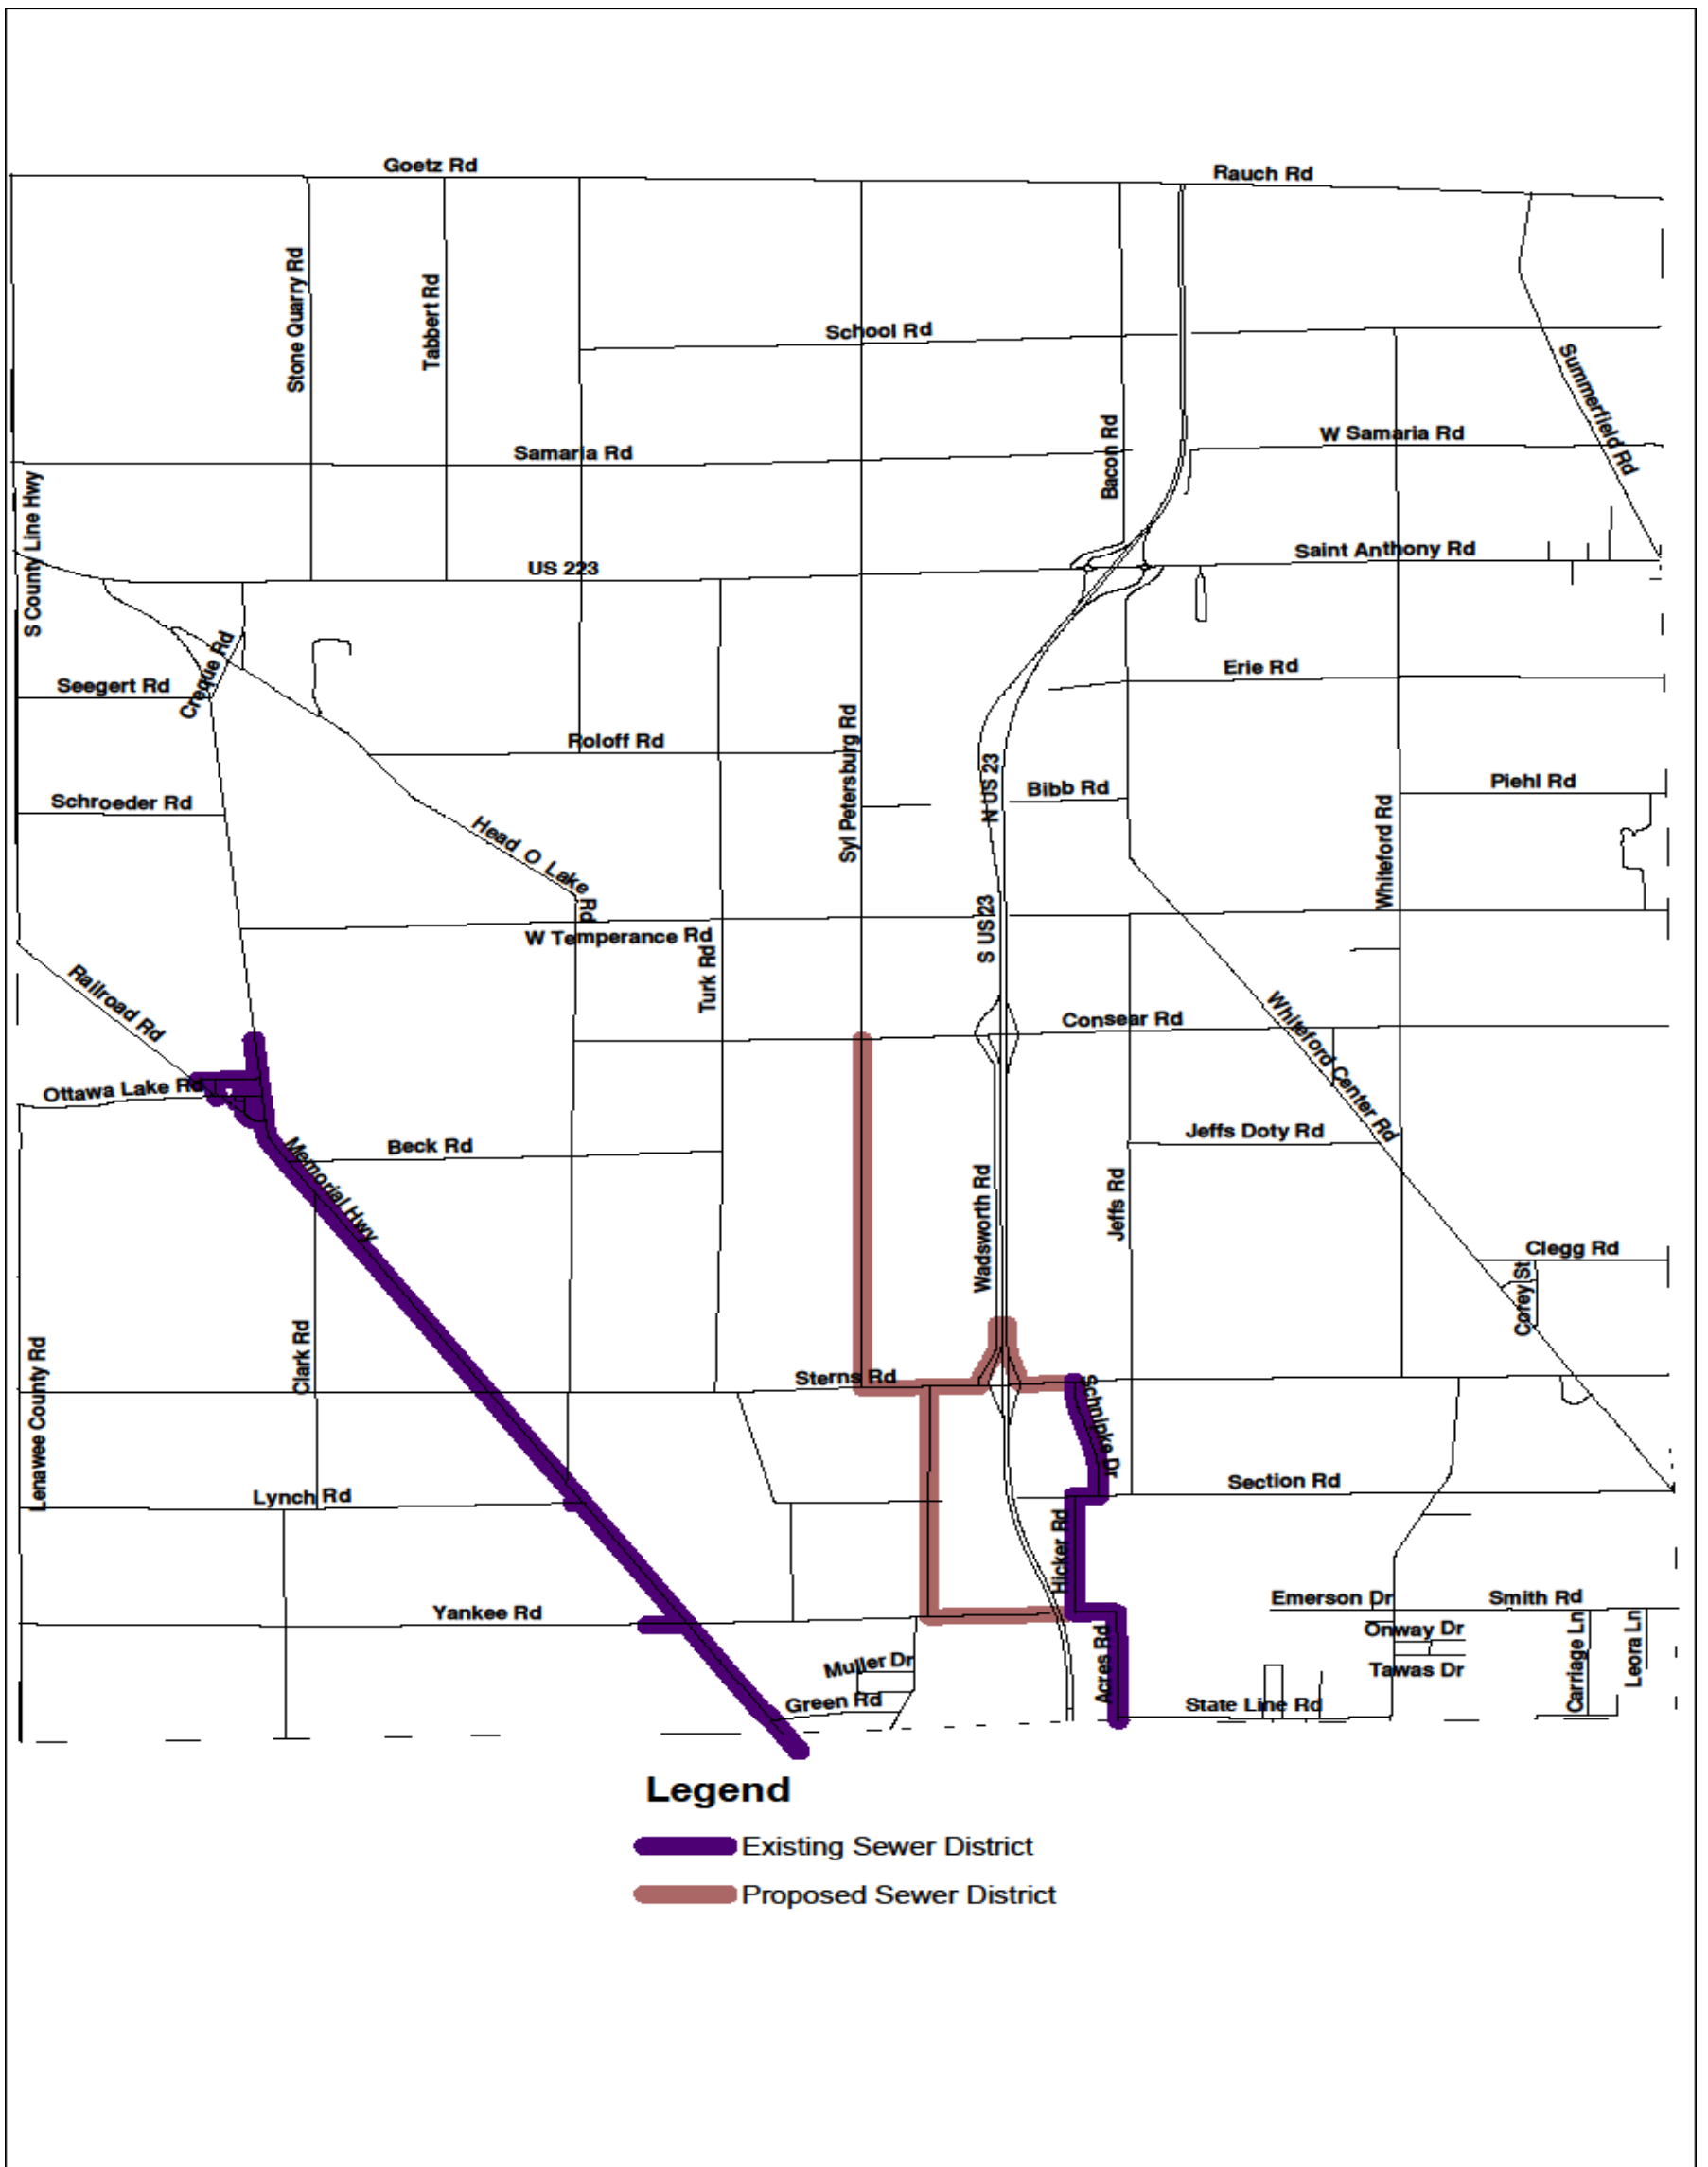 Goetz Rd
Rauch Rd
Stone Quarry Rd
Tabbert Rd
School Rd
Summerfield Rd
Bacon Rd
W Samaria Rd
Samaria Rd
S County Line Hwy
Saint Anthony Rd
US 223
Creque Rd
Erie Rd
Seegert Rd
Syl Petersburg Rd
Roloff Rd
N US 23
Bibb Rd
Piehl Rd
Schroeder Rd
Whiteford Rd
Head O Lake Rd
S US 23
W Temperance Rd
Turk Rd
Railroad Rd
Consear Rd
Whiteford Center Rd
Ottawa Lake Rd
Beck Rd
Memorial Hwy
Jeffs Doty Rd
Wadsworth Rd
Jeffs Rd
Clegg Rd
Corey St
Clark Rd
Lenawee County Rd
Sterns Rd
Schnipke Dr
Section Rd
Lynch Rd
Hicker Rd
Emerson Dr
Smith Rd
Yankee Rd
Onway Dr
Carriage Ln
Leora Ln
Muller Dr
Acres Rd
Tawas Dr
Green Rd
State Line Rd
Legend
Existing Sewer District
Proposed Sewer District